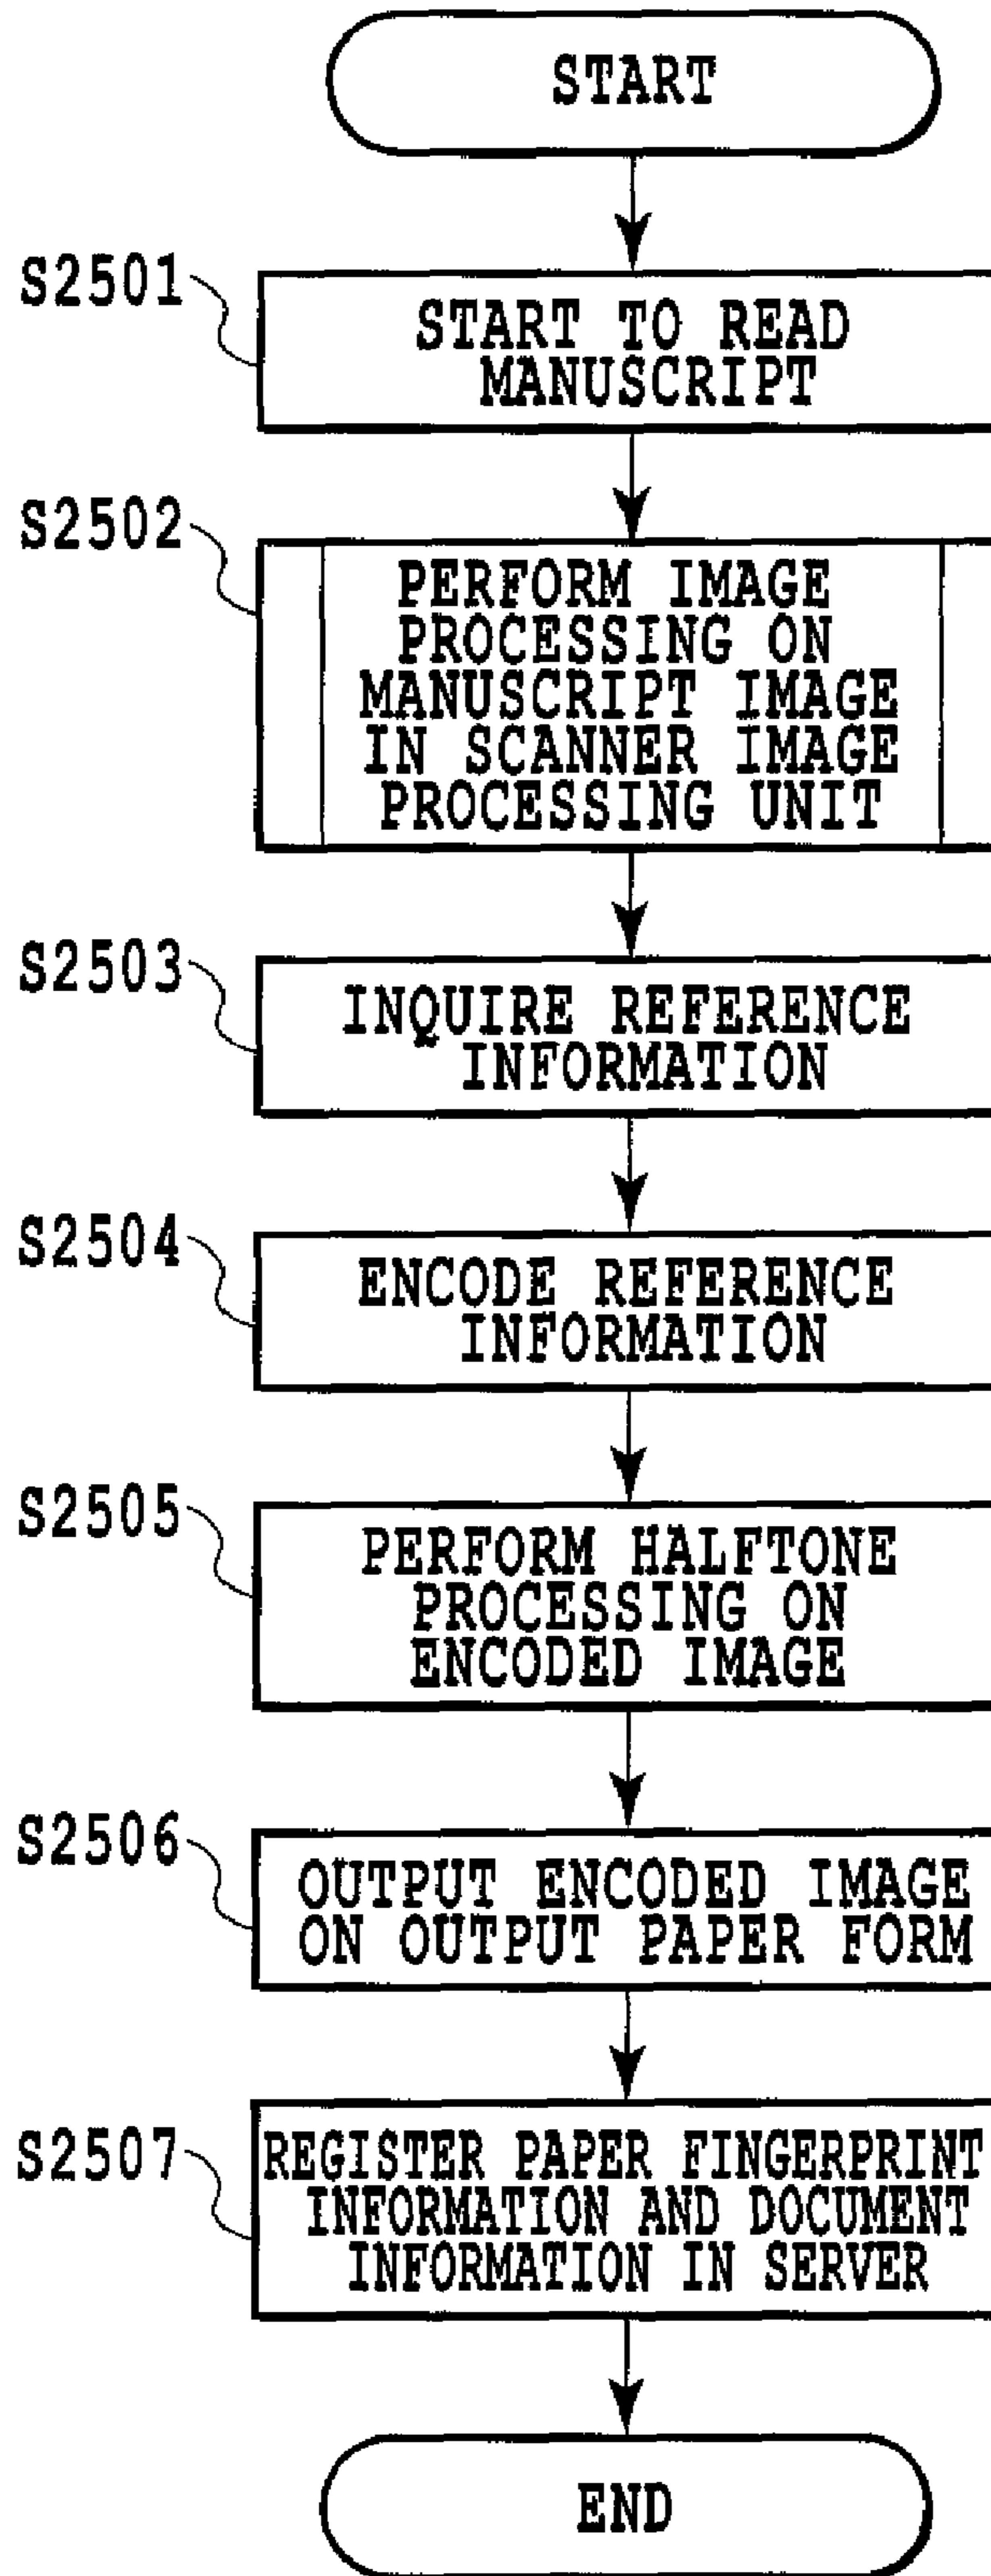 START
S2501
START TO READ
MANUSCRIPT
S2502
PERFORM IMAGE
PROCESSING ON
MANUSCRIPT IMAGE
IN SCANNER IMAGE
PROCESSING UNIT
S2503
INQUIRE REFERENCE
INFORMATION
S2504
ENCODE REFERENCE
INFORMATION
S2505
PERFORM HALFTONE
PROCESSING ON
ENCODED IMAGE
S2506
OUTPUT ENCODED IMAGE
ON OUTPUT PAPER FORM
S2507
REGISTER PAPER FINGERPRINT
INFORMATION AND DOCUMENT
INFORMATION IN SERVER
END